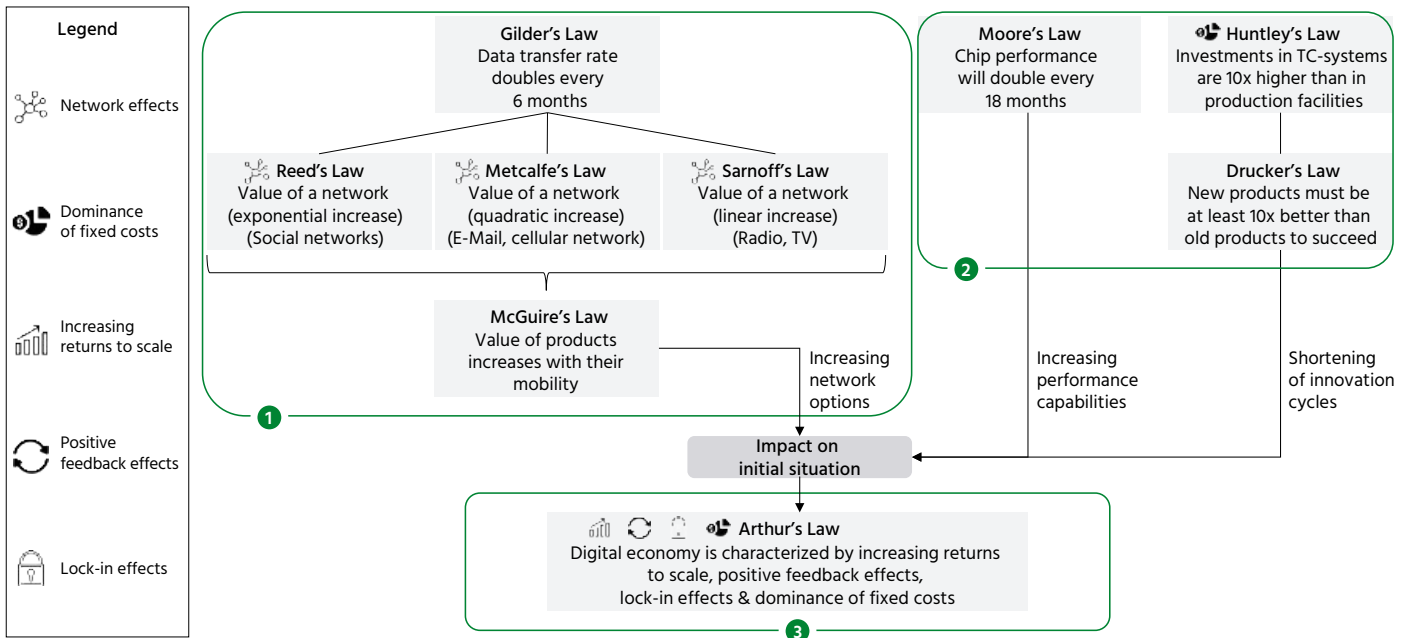 Legend
Network effects
Dominance
of fixed costs
Increasing
returns to scale
Positive
feedback effects
Lock-in effects
Gilder's Law
Data transfer rate
doubles every
6 months
Reed's Law
Value of a network
(exponential increase)
(Social networks)
Metcalfe's Law
Value of a network
(quadratic increase)
(E-Mail, cellular network)
Sarnoff's Law
Value of a network
(linear increase)
(Radio, TV)
McGuire's Law
Value of products
increases with their
mobility
Increasing
network
options
1
Moore's Law
Chip performance
will double every
18 months
Huntley's Law
Investments in TC-systems
are 10x higher than in
production facilities
Drucker's Law
New products must be
at least 10x better than
old products to succeed
2
Increasing
performance
capabilities
Shortening
of innovation
cycles
Impact on
initial situation
Arthur's Law
Digital economy is characterized by increasing returns
to scale, positive feedback effects,
lock-in effects & dominance of fixed costs
3